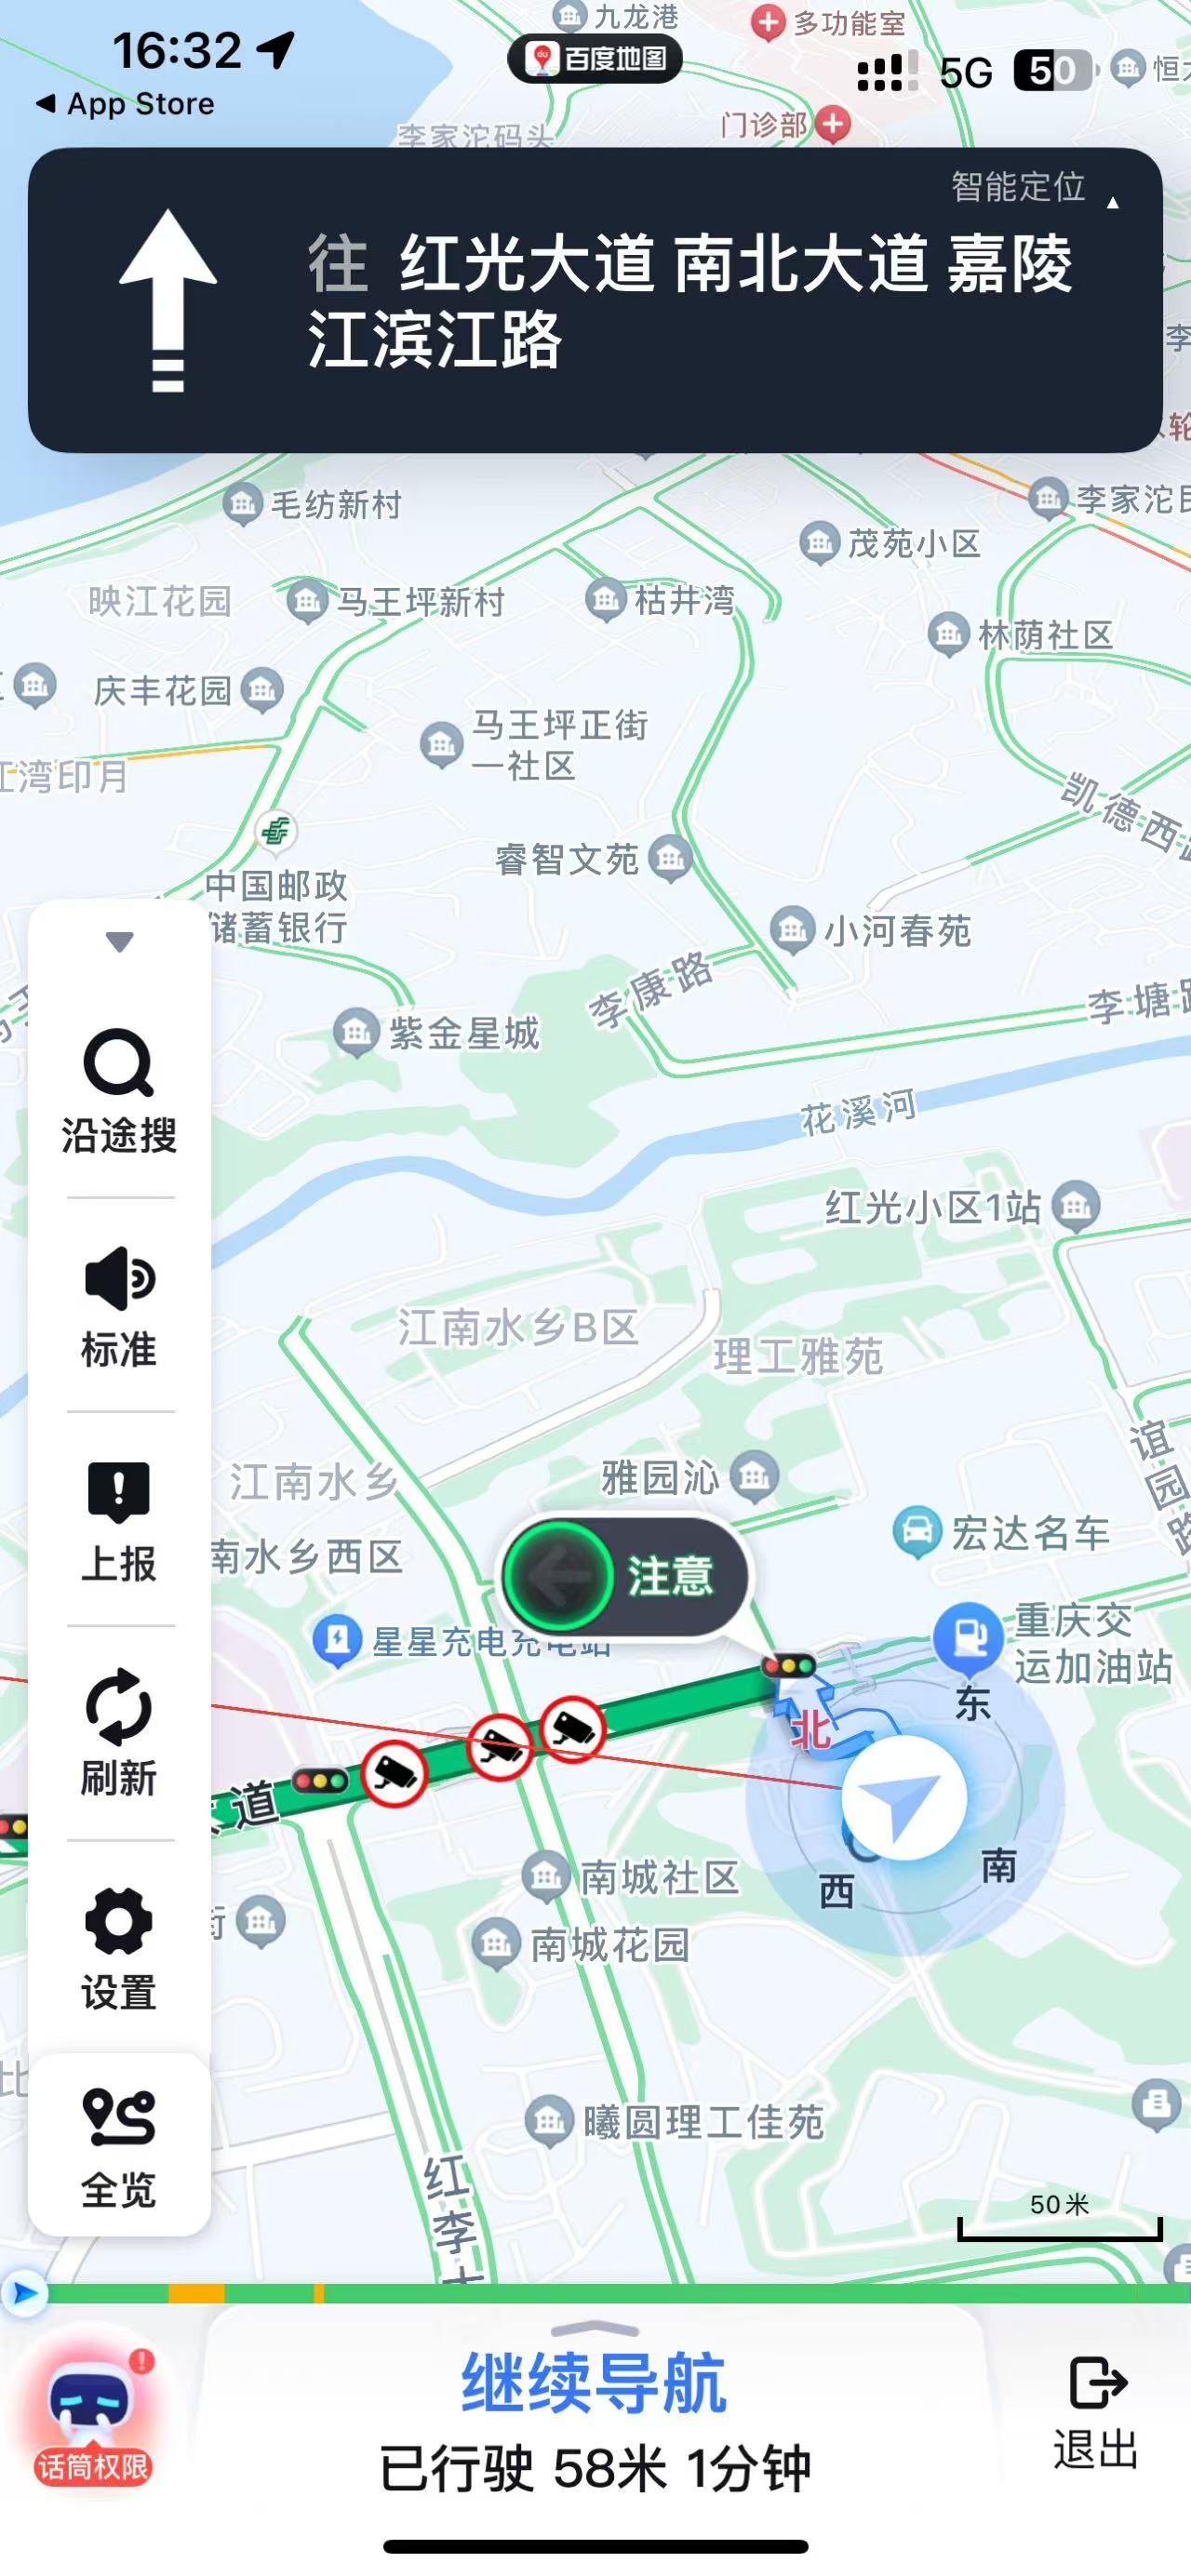 九龙港
多功能室
16:32
百度地图
5G
50
App Store
李家沱码头
门诊部
智能定位
往 红光大道 南北大道 嘉陵
江滨江路
毛纺新村
茂苑小区
映江花园
马王坪新村
枯井湾
林荫社区
庆丰花园
马王坪正街
一社区
江湾印月
凯德西路
睿智文苑
中国邮政
储蓄银行
小河春苑
李康路
李塘路
紫金星城
花溪河
沿途搜
红光小区1站
江南水乡B区
理工雅苑
标准
谊园路
江南水乡
雅园沁
宏达名车
南水乡西区
注意
上报
星星充电充电站
重庆交
运加油站
东
北
刷新
道
南城社区
南
西
南城花园
街
设置
曦圆理工佳苑
全览
红李大
50米
继续导航
已行驶 58米 1分钟
话筒权限
退出